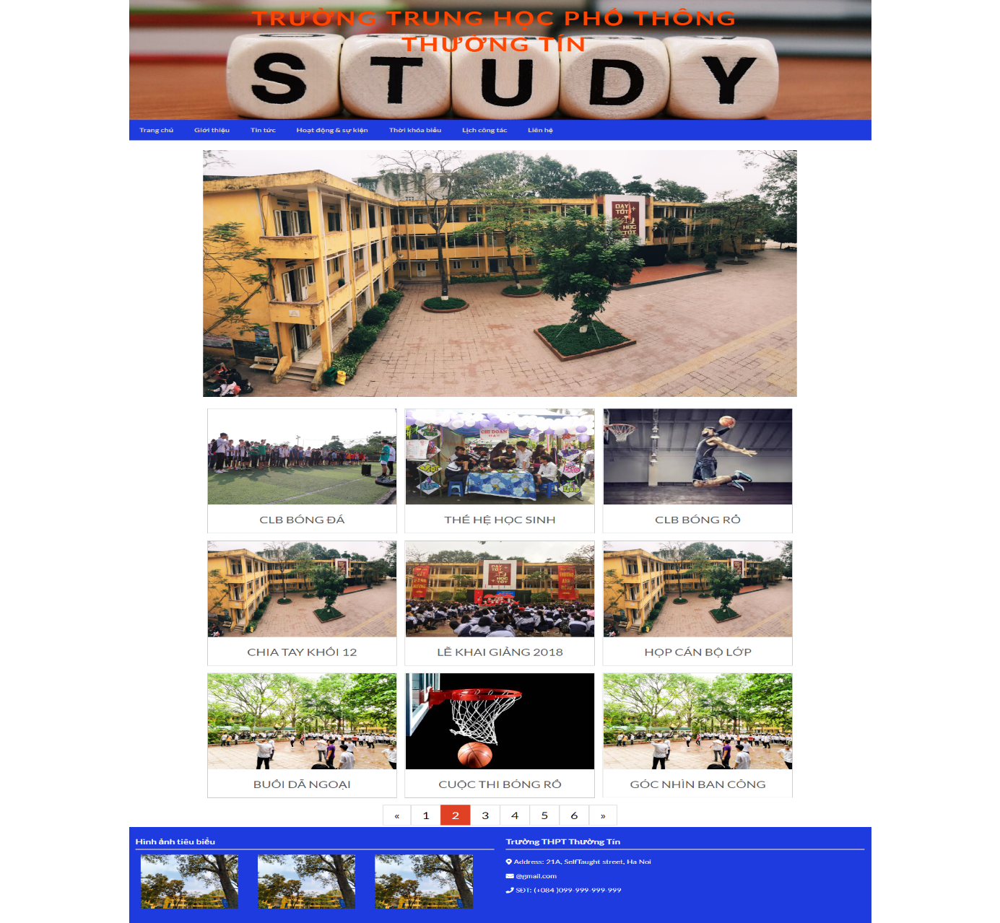 TRƯỜNG TRUNG HỌC PHỔ THÔNG
THƯỜNG TÍN
STUDY
Trang chủ Giới thiệu Tin tức Hoạt động & sự kiện Thời khóa biểu Lịch công tác Liên hệ
DẠY
TỐT
HỌC
TỐT
CHI ĐOÀN
CLB BÓNG ĐÁ THẾ HỆ HỌC SINH CLB BÓNG RỔ
DẠY
TỐT
HỌC
TỐT
CHIA TAY KHỐI 12 LỄ KHAI GIẢNG 2018 HỌP CÁN BỘ LỚP
BUỔI DÃ NGOẠI CUỘC THI BÓNG RỔ GÓC NHÌN BAN CÔNG
« 1 2 3 4 5 6 »
Hình ảnh tiêu biểu
Trường THPT Thường Tín
Address: 21A, SelfTaught street, Ha Noi
@gmail.com
SĐT: (+084 )099-999-999-999